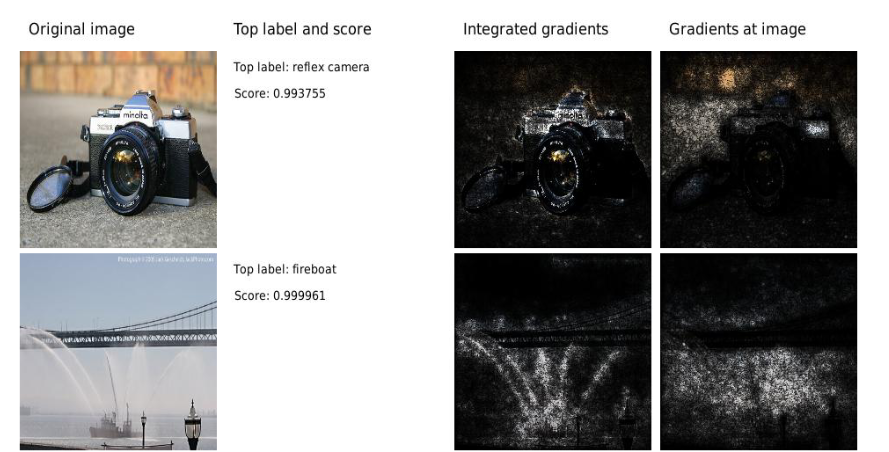 Original image
Top label and score
Integrated gradients
Gradients at image
Top label: reflex camera
Score: 0.993755
minolta
minolta
Top label: fireboat
Score: 0.999961